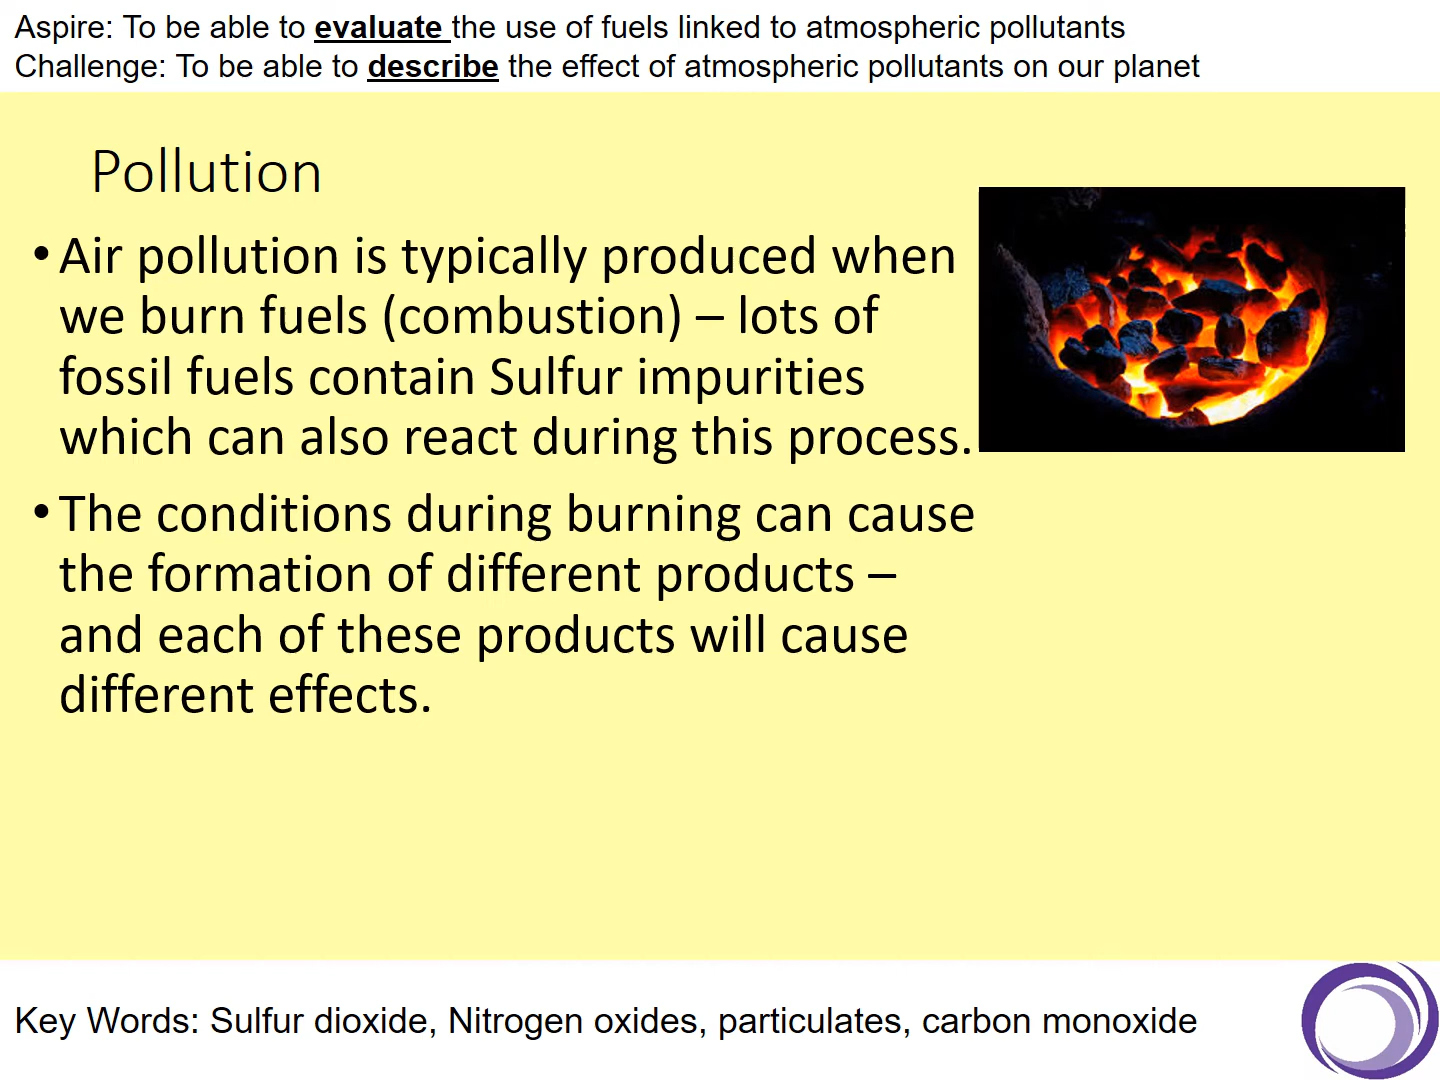 Aspire: To be able to evaluate the use of fuels linked to atmospheric pollutants
Challenge: To be able to describe the effect of atmospheric pollutants on our planet
Pollution
• Air pollution is typically produced when
we burn fuels (combustion) – lots of
fossil fuels contain Sulfur impurities
which can also react during this process.
• The conditions during burning can cause
the formation of different products –
and each of these products will cause
different effects.
Key Words: Sulfur dioxide, Nitrogen oxides, particulates, carbon monoxide